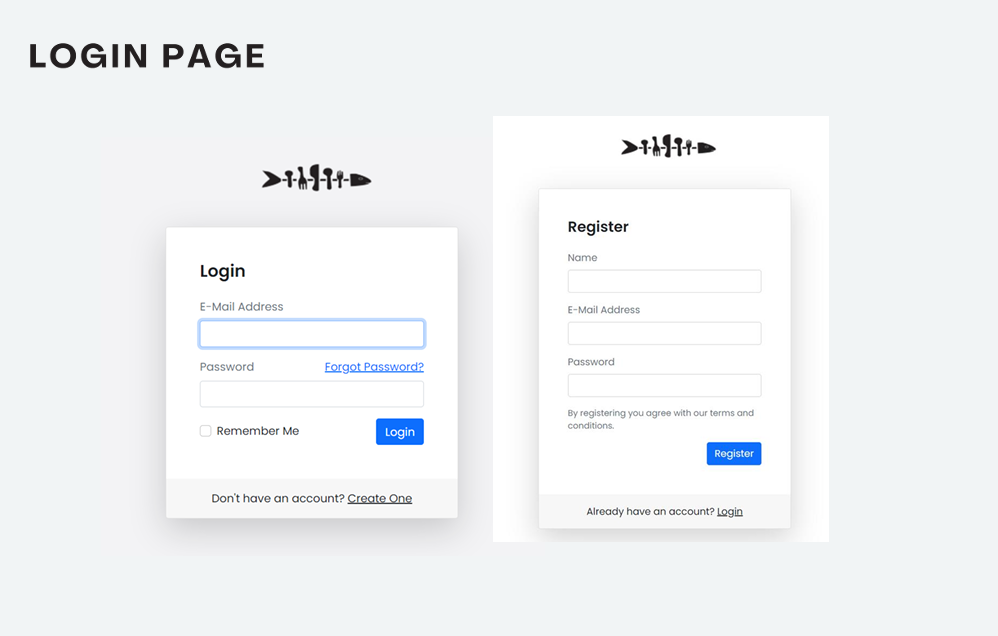 LOGIN PAGE
Login
E-Mail Address
Password Forgot Password?
Remember Me Login
Don't have an account? Create One
Register
Name
E-Mail Address
Password
By registering you agree with our terms and
conditions.
Register
Already have an account? Login